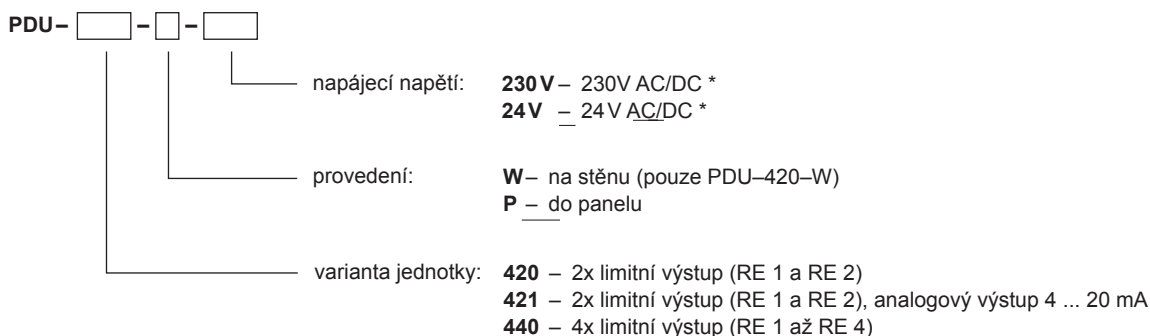 PDU– – –
napájecí napětí: 230 V – 230V AC/DC *
24 V – 24 V AC/DC *
provedení: W – na stěnu (pouze PDU–420–W)
P – do panelu
varianta jednotky: 420 – 2x limitní výstup (RE 1 a RE 2)
421 – 2x limitní výstup (RE 1 a RE 2), analogový výstup 4 ... 20 mA
440 – 4x limitní výstup (RE 1 až RE 4)